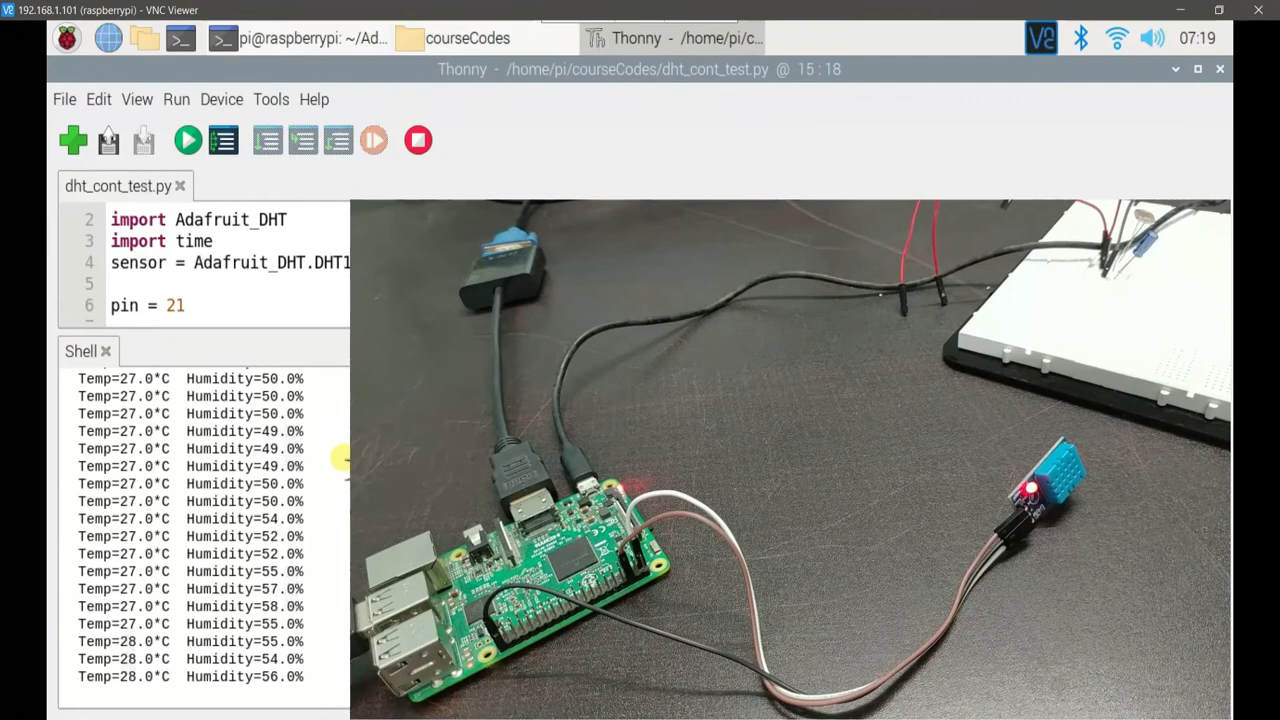 192.168.1.101 (raspberrypi) - VNC Viewer
pi@raspberrypi: ~/Ad... courseCodes Thonny - /home/pi/c... 07:19
Thonny - /home/pi/courseCodes/dht_cont_test.py @ 15 : 18
File Edit View Run Device Tools Help
dht_cont_test.py
2 import Adafruit_DHT
3 import time
4 sensor = Adafruit_DHT.DHT1
5
6 pin = 21
Shell
Temp=27.0*C Humidity=50.0%
Temp=27.0*C Humidity=50.0%
Temp=27.0*C Humidity=50.0%
Temp=27.0*C Humidity=49.0%
Temp=27.0*C Humidity=49.0%
Temp=27.0*C Humidity=49.0%
Temp=27.0*C Humidity=50.0%
Temp=27.0*C Humidity=50.0%
Temp=27.0*C Humidity=54.0%
Temp=27.0*C Humidity=52.0%
Temp=27.0*C Humidity=52.0%
Temp=27.0*C Humidity=55.0%
Temp=27.0*C Humidity=57.0%
Temp=27.0*C Humidity=58.0%
Temp=27.0*C Humidity=55.0%
Temp=28.0*C Humidity=55.0%
Temp=28.0*C Humidity=54.0%
Temp=28.0*C Humidity=56.0%